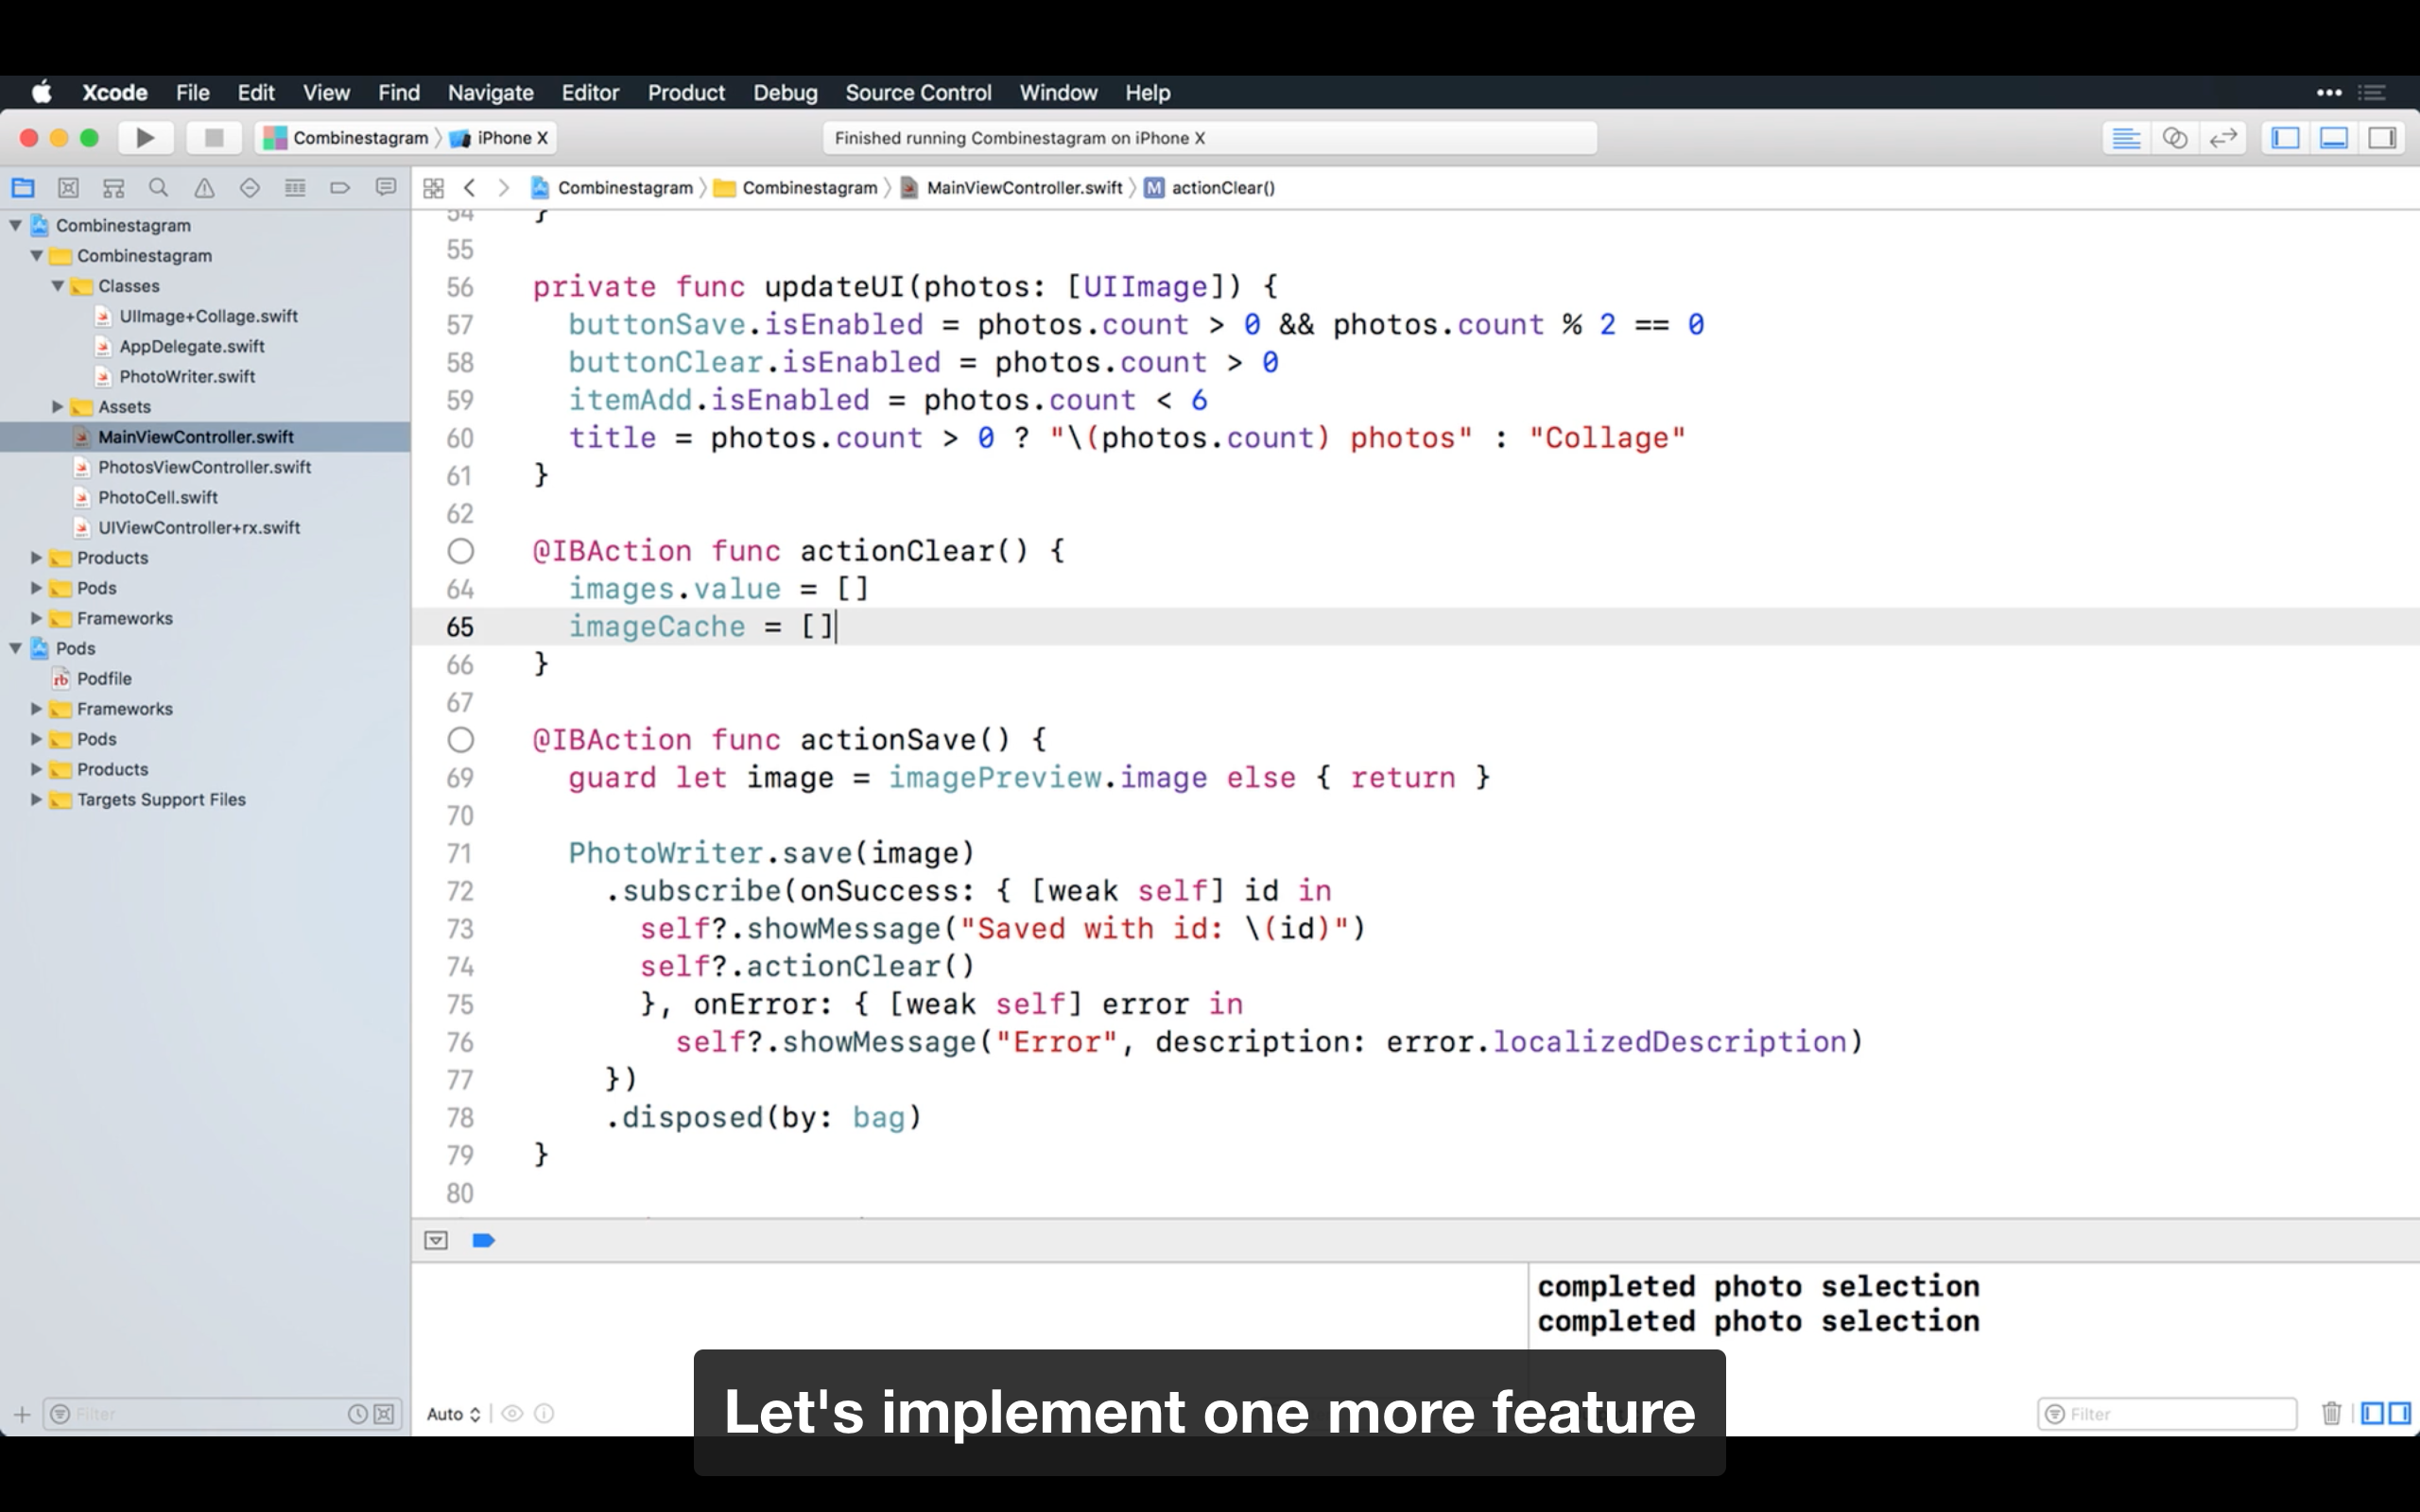 Xcode File Edit View Find Navigate Editor Product Debug Source Control Window Help
Combinestagram iPhone X
Finished running Combinestagram on iPhone X
Combinestagram Combinestagram MainViewController.swift M actionClear()
Combinestagram
Combinestagram
Classes
UIImage+Collage.swift
AppDelegate.swift
PhotoWriter.swift
Assets
MainViewController.swift
PhotosViewController.swift
PhotoCell.swift
UIViewController+rx.swift
Products
Pods
Frameworks
Pods
rb Podfile
Frameworks
Pods
Products
Targets Support Files
Filter
54 }
55
56 private func updateUI(photos: [UIImage]) {
57 buttonSave.isEnabled = photos.count > 0 && photos.count % 2 == 0
58 buttonClear.isEnabled = photos.count > 0
59 itemAdd.isEnabled = photos.count < 6
60 title = photos.count > 0 ? "\(photos.count) photos" : "Collage"
61 }
62
@IBAction func actionClear() {
64 images.value = []
65 imageCache = []
66 }
67
@IBAction func actionSave() {
69 guard let image = imagePreview.image else { return }
70
71 PhotoWriter.save(image)
72 .subscribe(onSuccess: { [weak self] id in
73 self?.showMessage("Saved with id: \(id)")
74 self?.actionClear()
75 }, onError: { [weak self] error in
76 self?.showMessage("Error", description: error.localizedDescription)
77 })
78 .disposed(by: bag)
79 }
80
completed photo selection
completed photo selection
Auto
Filter
Let's implement one more feature